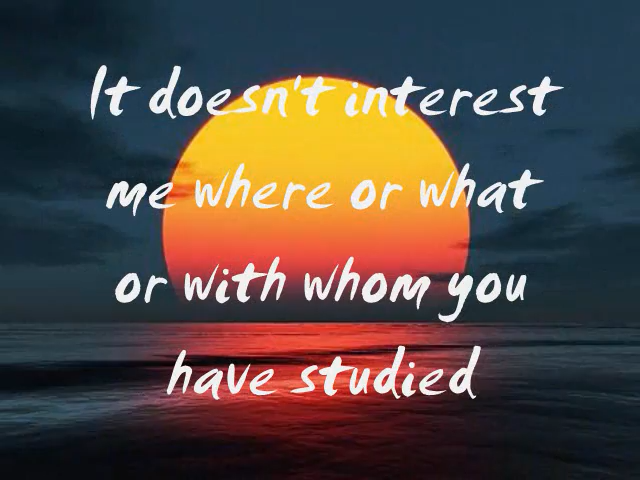 It doesn't interest
me where or what
or with whom you
have studied